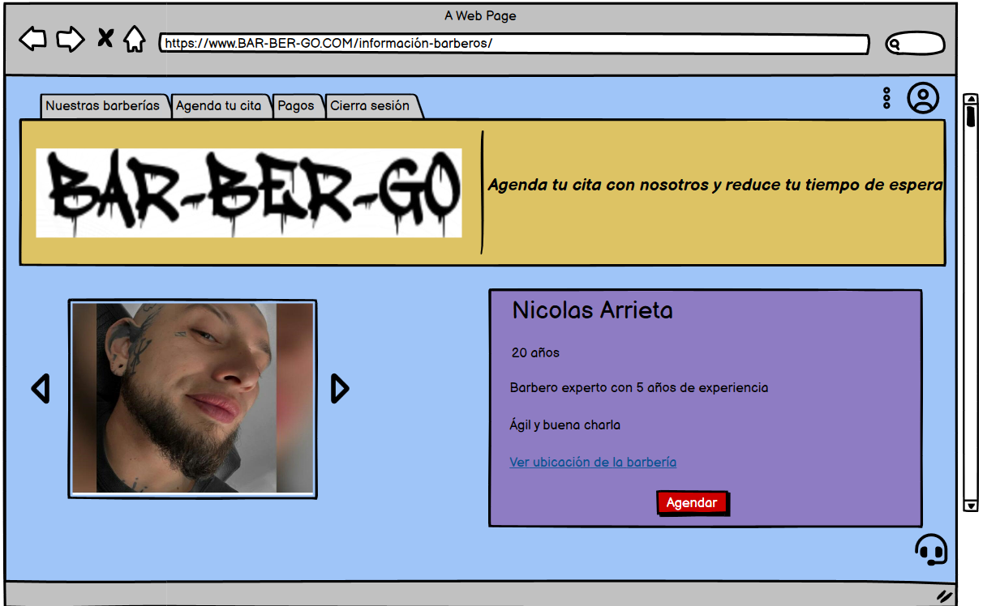 A Web Page
https://www.BAR-BER-GO.COM/información-barberos/
Nuestras barberías
Agenda tu cita
Pagos
Cierra sesión
BAR-BER-GO
Agenda tu cita con nosotros y reduce tu tiempo de espera
Nicolas Arrieta
20 años
Barbero experto con 5 años de experiencia
Ágil y buena charla
Ver ubicación de la barbería
Agendar